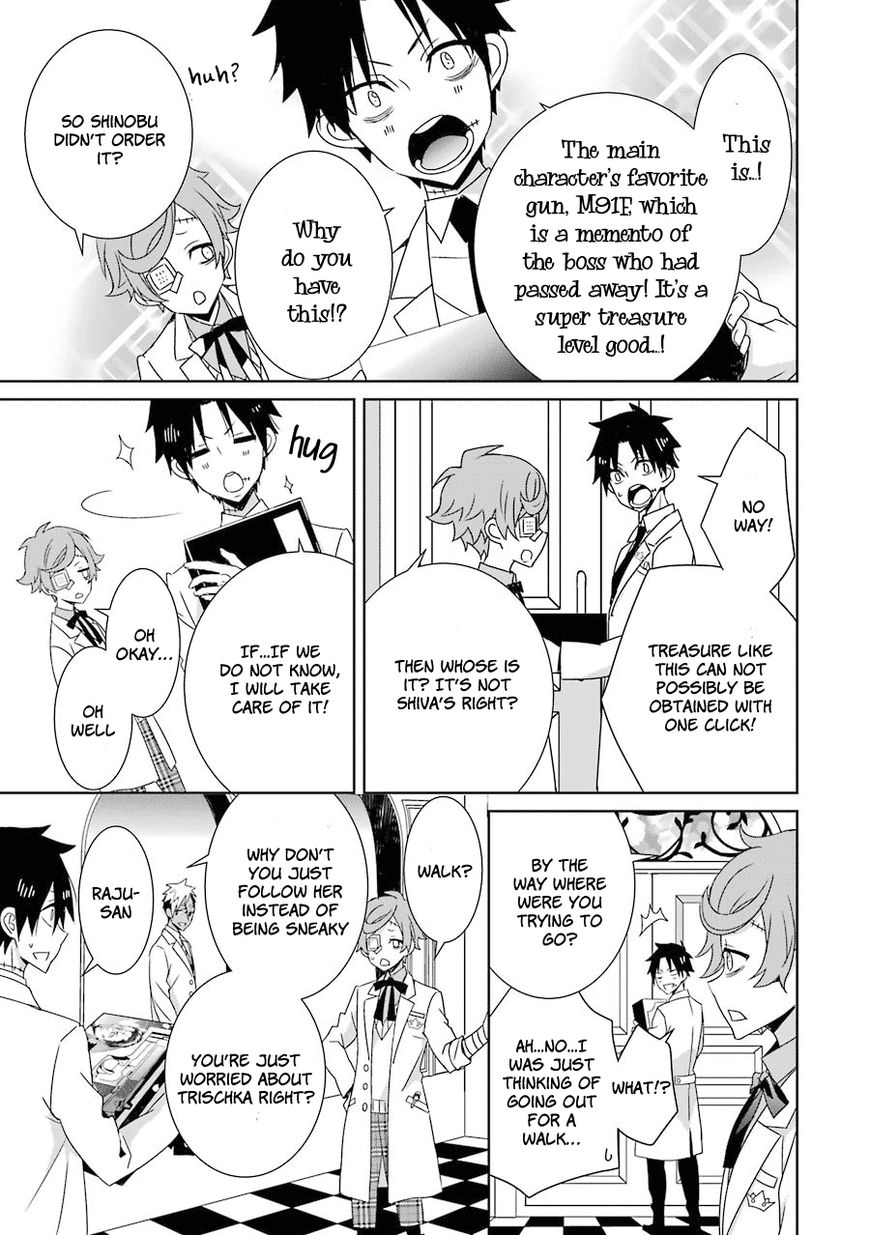 This
is...!
The main
character's favorite
gun, M91F, which
is a memento of
the boss who had
passed away! It's a
super treasure
level good...!
Why
do you
have
this!?
huh?
SO SHINOBU
DIDN'T ORDER
IT?
NO
WAY!
TREASURE LIKE
THIS CAN NOT
POSSIBLY BE
OBTAINED WITH
ONE CLICK!
THEN WHOSE IS
IT? IT'S NOT
SHIVA'S RIGHT?
hug
IF...IF WE
DO NOT KNOW,
I WILL TAKE
CARE OF IT!
OH
OKAY...
OH
WELL
BY THE
WAY WHERE
WERE YOU
TRYING TO
GO?
WHAT!?
AH...NO...I
WAS JUST
THINKING OF
GOING OUT
FOR A
WALK...
WALK?
WHY DON'T
YOU JUST
FOLLOW HER
INSTEAD OF
BEING SNEAKY
YOU'RE JUST
WORRIED ABOUT
TRISCHKA RIGHT?
RAJU-
SAN